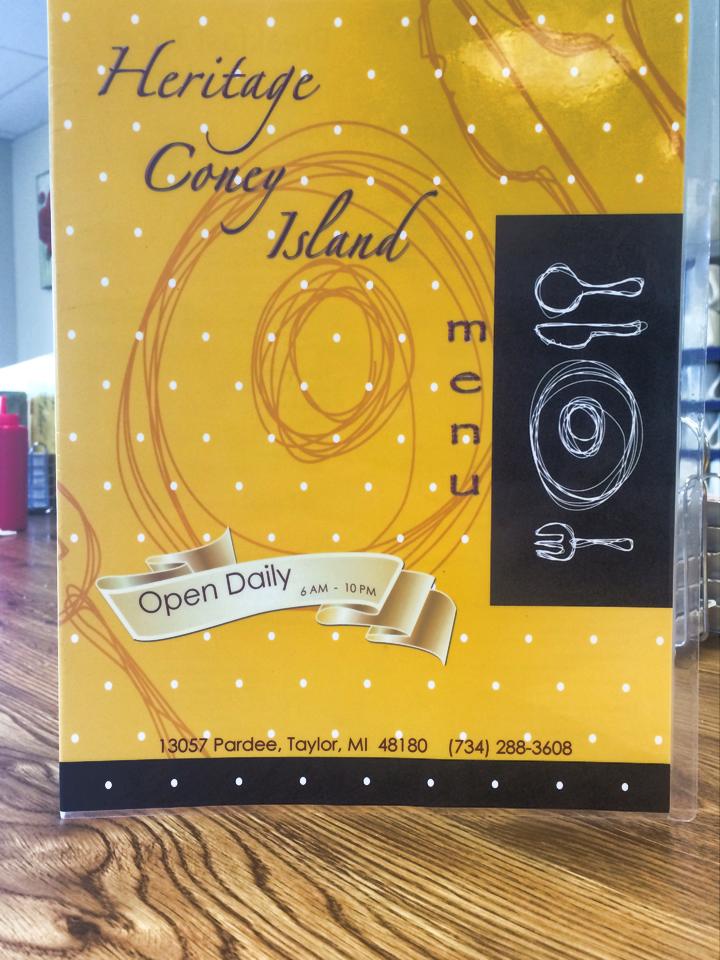 Heritage
Coney
Island
menu
Open Daily 6 AM - 10 PM
13057 Pardee, Taylor, MI 48180 (734) 288-3608